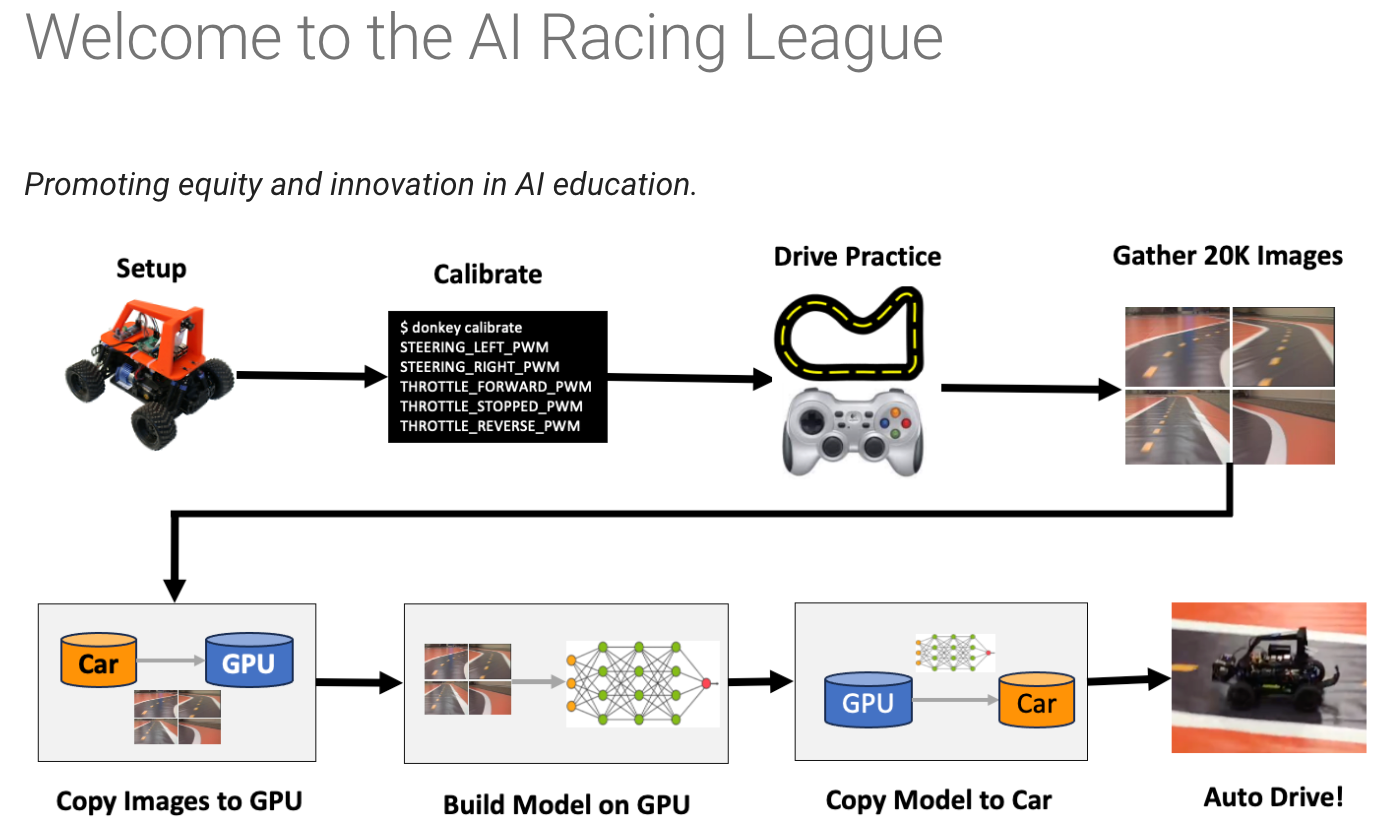 Welcome to the AI Racing League
Promoting equity and innovation in AI education.
Setup
Calibrate
Drive Practice
Gather 20K Images
$ donkey calibrate
STEERING_LEFT_PWM
STEERING_RIGHT_PWM
THROTTLE_FORWARD_PWM
THROTTLE_STOPPED_PWM
THROTTLE_REVERSE_PWM
Car
GPU
GPU
Car
Copy Images to GPU
Build Model on GPU
Copy Model to Car
Auto Drive!